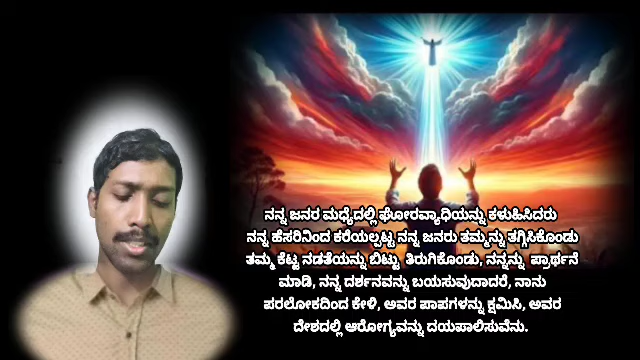 ನನ್ನ ಜನರ ಮಧ್ಯೆದಲ್ಲಿ ಘೋರವ್ಯಾಧಿಯನ್ನು ಕಳುಹಿಸಿದರು
ನನ್ನ ಹೆಸರಿನಿಂದ ಕರೆಯಲ್ಪಟ್ಟ ನನ್ನ ಜನರು ತಮ್ಮನ್ನು ತಗ್ಗಿಸಿಕೊಂಡು
ತಮ್ಮ ಕೆಟ್ಟ ನಡತೆಯನ್ನು ಬಿಟ್ಟು ತಿರುಗಿಕೊಂಡು, ನನ್ನನ್ನು ಪ್ರಾರ್ಥನೆ
ಮಾಡಿ, ನನ್ನ ದರ್ಶನವನ್ನು ಬಯಸುವುದಾದರೆ, ನಾನು
ಪರಲೋಕದಿಂದ ಕೇಳಿ, ಅವರ ಪಾಪಗಳನ್ನು ಕ್ಷಮಿಸಿ, ಅವರ
ದೇಶದಲ್ಲಿ ಆರೋಗ್ಯವನ್ನು ದಯಪಾಲಿಸುವೆನು.